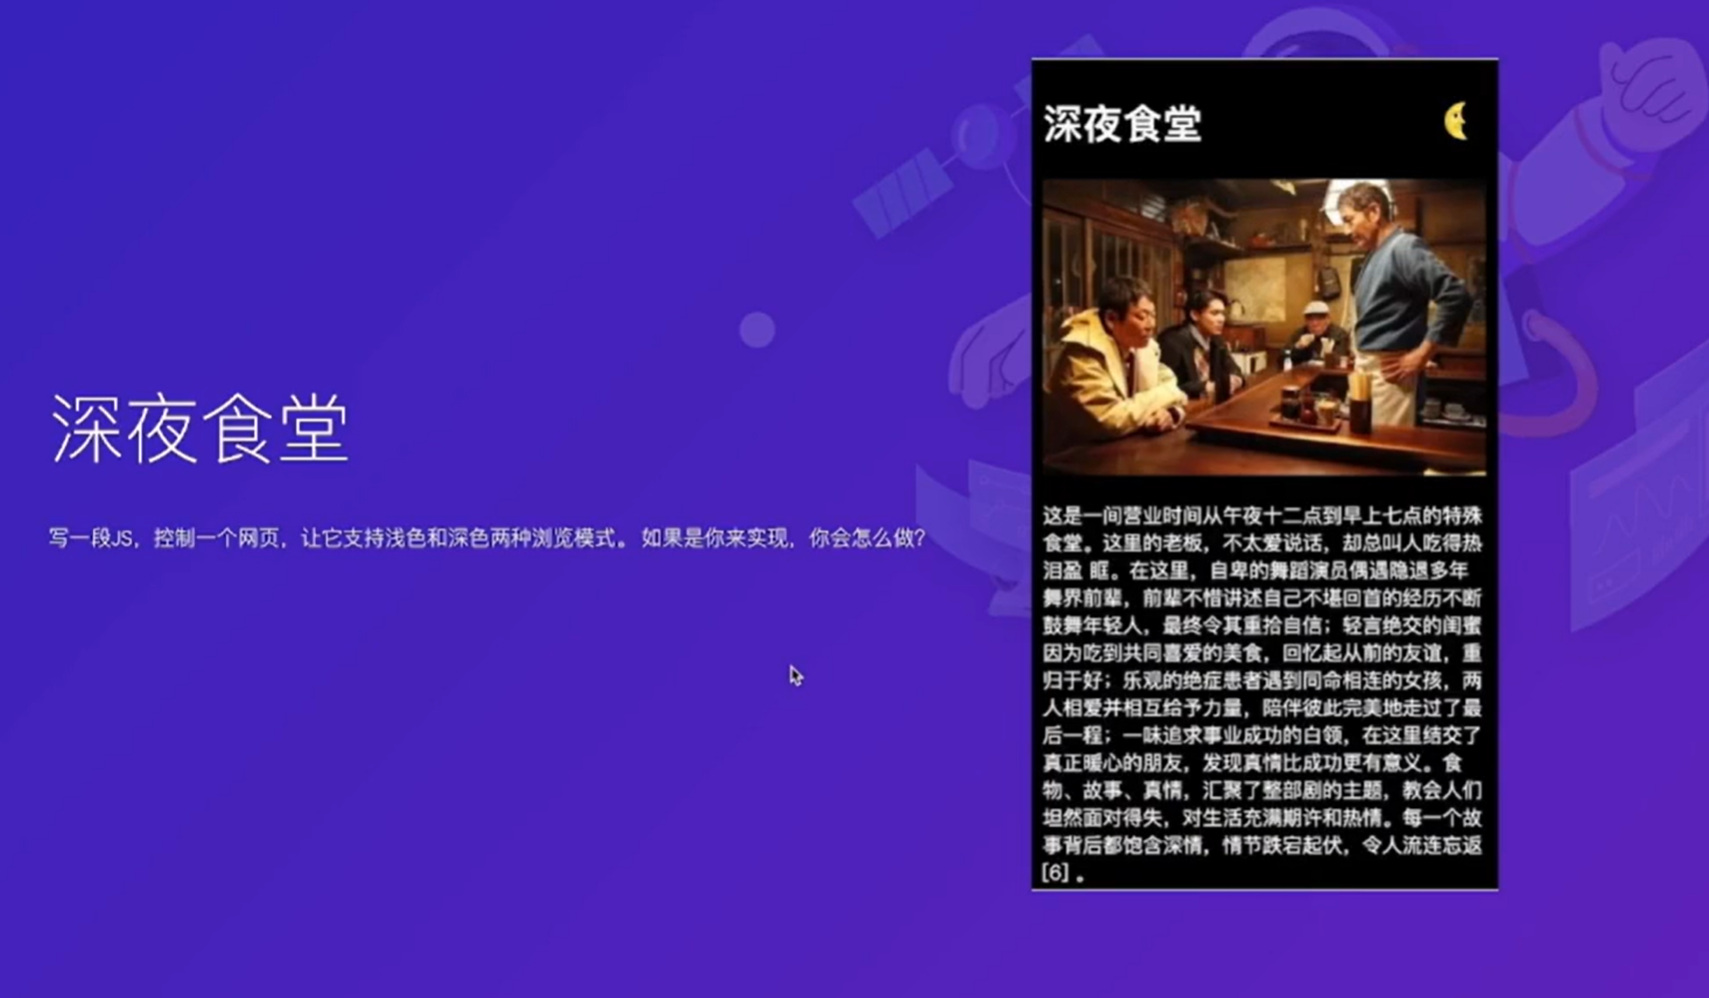 深夜食堂
写一段JS，控制一个网页，让它支持浅色和深色两种浏览模式。如果是你来实现，你会怎么做？
深夜食堂
这是一间营业时间从午夜十二点到早上七点的特殊
食堂。这里的老板，不太爱说话，却总叫人吃得热
泪盈 眶。在这里，自卑的舞蹈演员偶遇隐退多年
舞界前辈，前辈不惜讲述自己不堪回首的经历不断
鼓舞年轻人，最终令其重拾自信；轻言绝交的闺蜜
因为吃到共同喜爱的美食，回忆起从前的友谊，重
归于好；乐观的绝症患者遇到同命相连的女孩，两
人相爱并相互给予力量，陪伴彼此完美地走过了最
后一程；一味追求事业成功的白领，在这里结交了
真正暖心的朋友，发现真情比成功更有意义。食
物、故事、真情，汇聚了整部剧的主题，教会人们
坦然面对得失，对生活充满期许和热情。每一个故
事背后都饱含深情，情节跌宕起伏，令人流连忘返
[6] 。